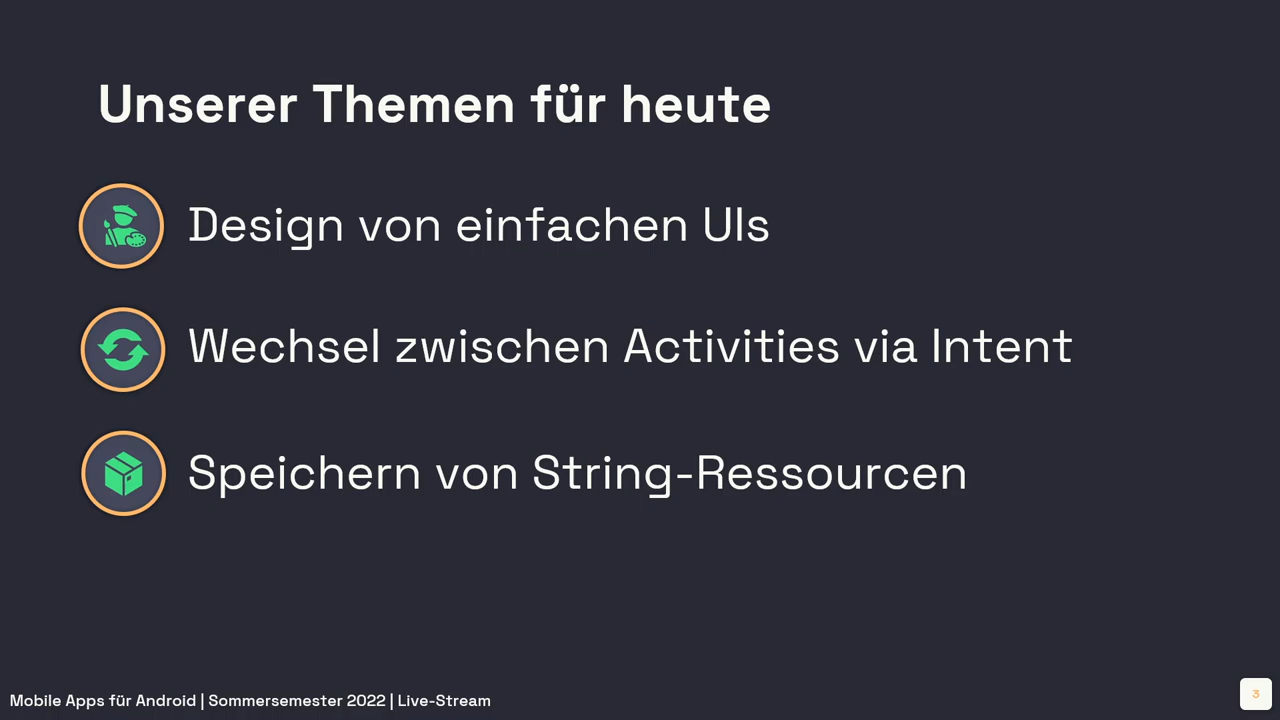 Unserer Themen für heute
Design von einfachen UIs
Wechsel zwischen Activities via Intent
Speichern von String-Ressourcen
Mobile Apps für Android | Sommersemester 2022 | Live-Stream
3